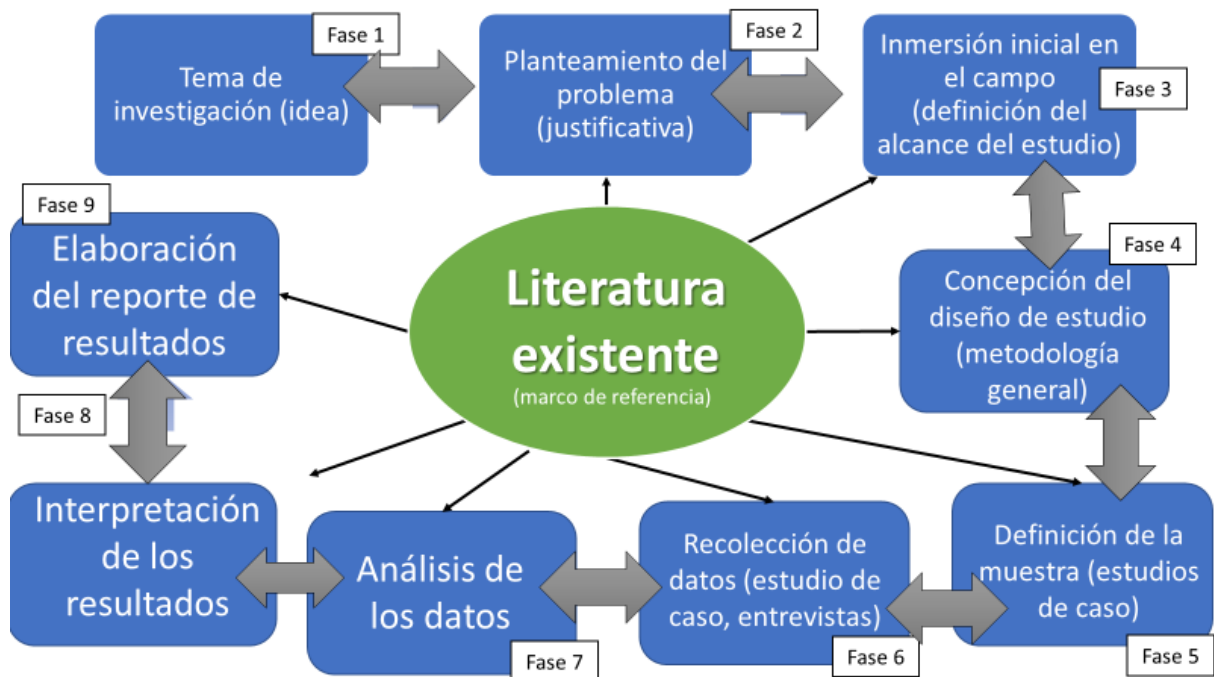 Fase 1
Tema de
investigación (idea)
Fase 2
Planteamiento del
problema
(justificativa)
Inmersión inicial en
el campo
(definición del
alcance del estudio)
Fase 3
Fase 4
Concepción del
diseño de estudio
(metodología
general)
Definición de la
muestra (estudios
de caso)
Fase 5
Recolección de
datos (estudio de
caso, entrevistas)
Fase 6
Análisis de
los datos
Fase 7
Interpretación
de los
resultados
Fase 8
Fase 9
Elaboración
del reporte de
resultados
Literatura
existente
(marco de referencia)